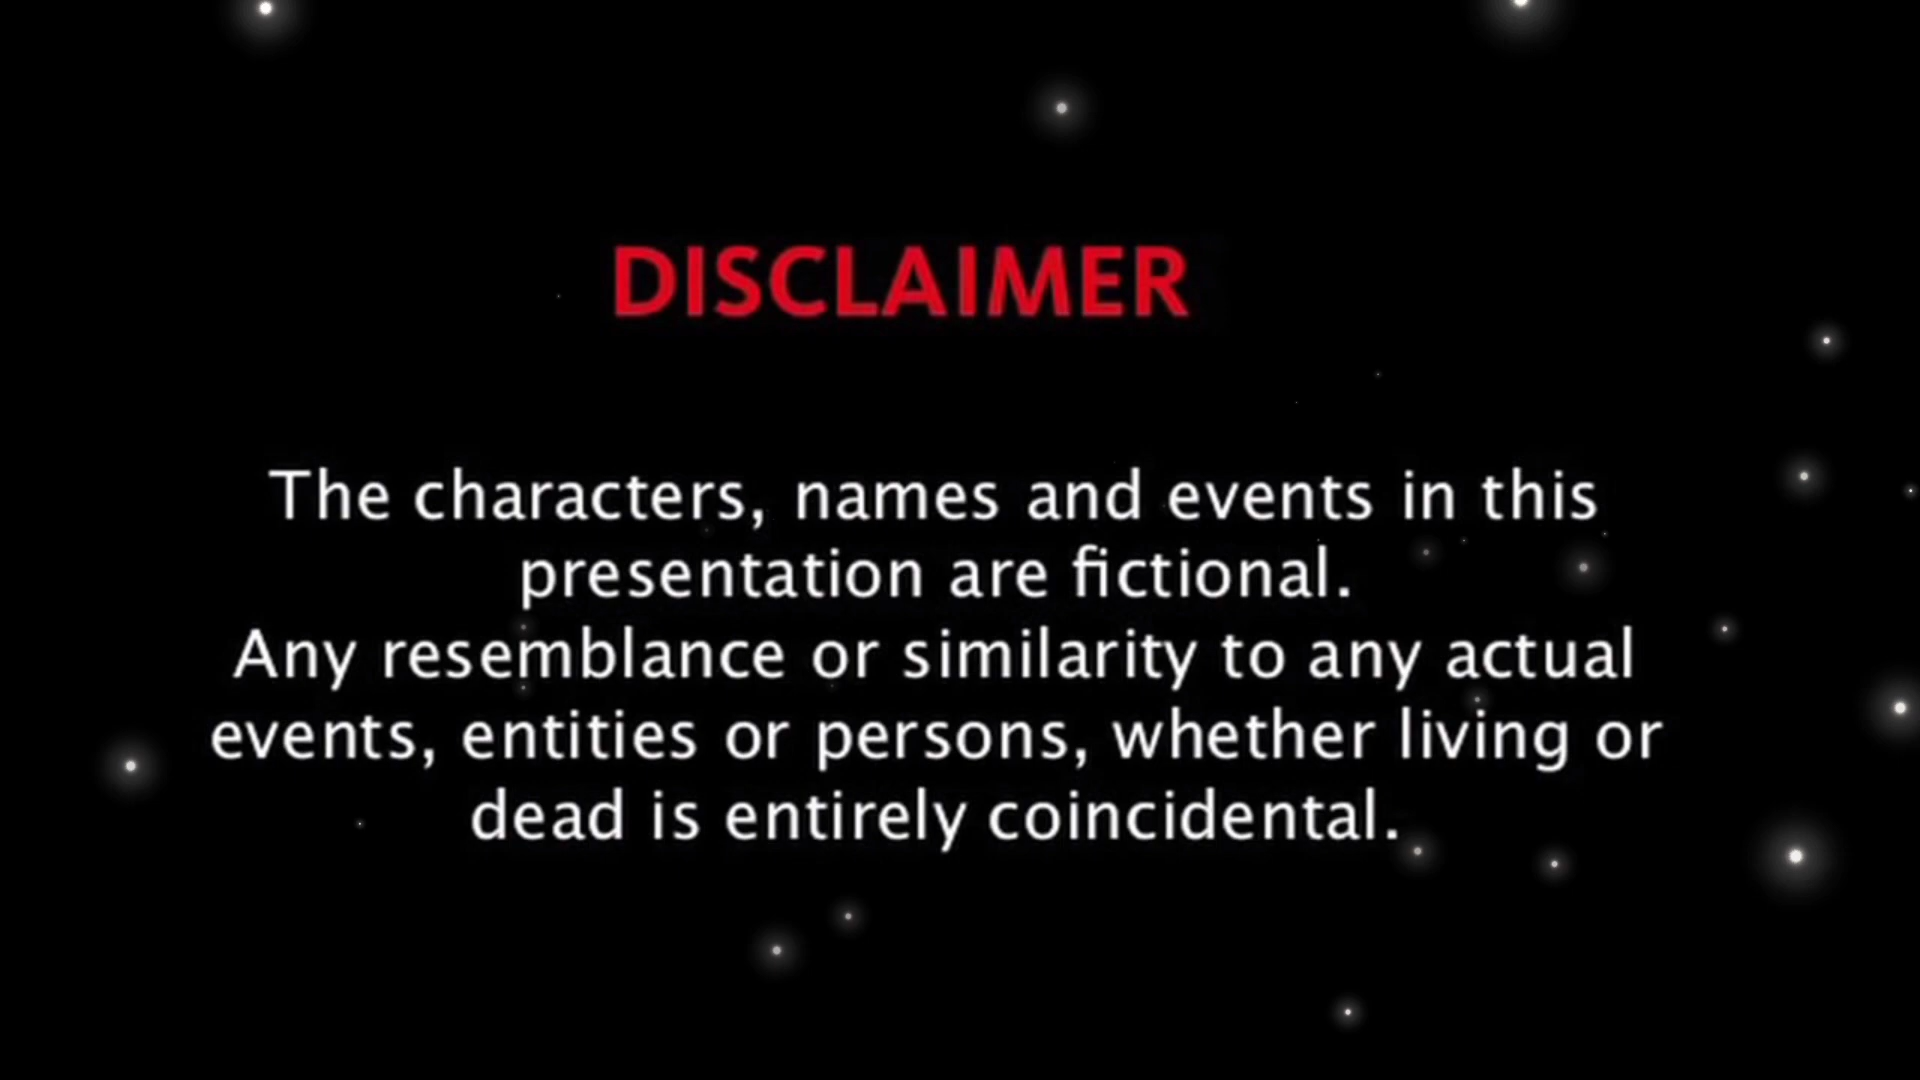 DISCLAIMER
The characters, names and events in this
presentation are fictional.
Any resemblance or similarity to any actual
events, entities or persons, whether living or
dead is entirely coincidental.